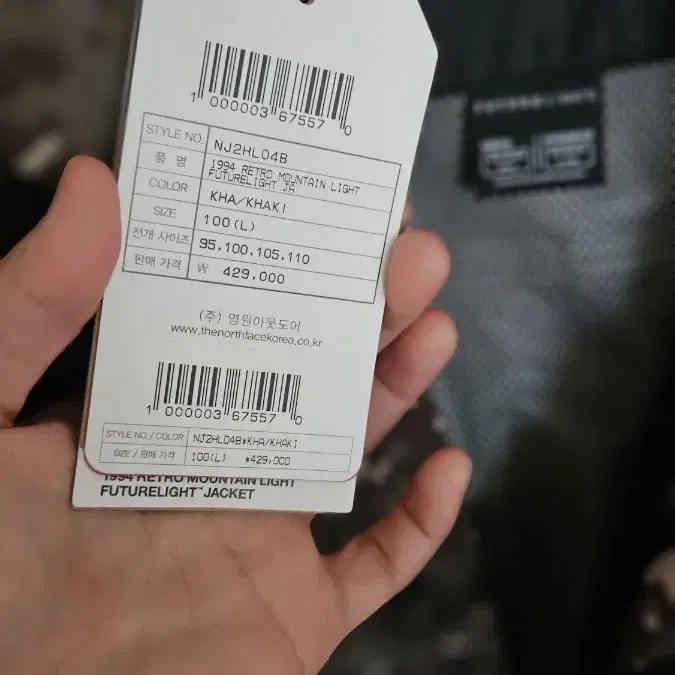 1 000003 67557 0
STYLE NO. NJ2HL04B
품 명 1994 RETRO MOUNTAIN LIGHT
FUTURELIGHT JA
COLOR KHA/KHAKI
SIZE 100(L)
전개 사이즈 95,100,105,110
판매 가격 ₩ 429,000
(주) 영원아웃도어
www.thenorthfacekorea.co.kr
1 000003 67557 0
STYLE NO./COLOR NJ2HL04B*KHA/KHAKI
SIZE / 판매 가격 100(L) *429,000
1994 RETRO MOUNTAIN LIGHT
FUTURELIGHT™ JACKET
FUTURELIGHT